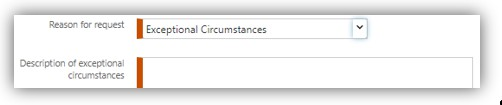 Reason for request
Exceptional Circumstances
Description of exceptional
circumstances